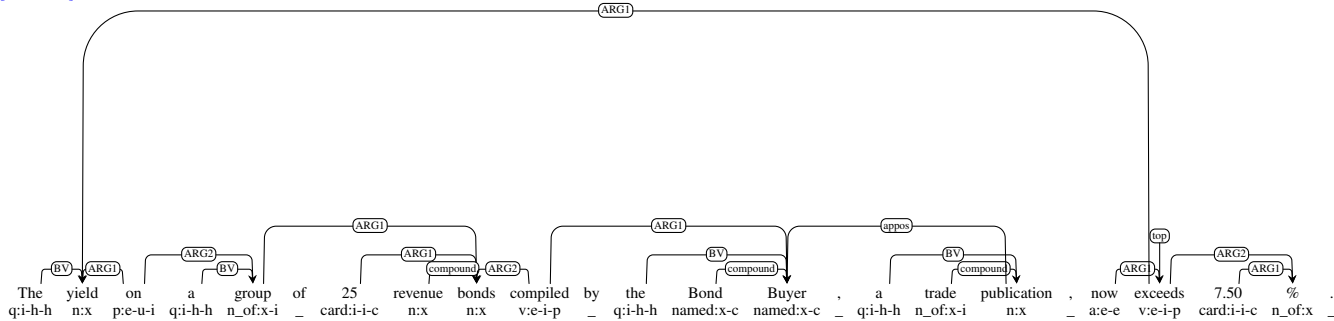 ARG1
top
ARG1 ARG1 appos
ARG2 ARG1 BV BV ARG2
BV ARG1 BV compound ARG2 compound compound ARG1 ARG1
The yield on a group of 25 revenue bonds compiled by the Bond Buyer , a trade publication , now exceeds 7.50 % .
q:i-h-h n:x p:e-u-i q:i-h-h n_of:x-i _ card:i-i-c n:x n:x v:e-i-p _ q:i-h-h named:x-c named:x-c _ q:i-h-h n_of:x-i n:x _ a:e-e v:e-i-p card:i-i-c n_of:x _